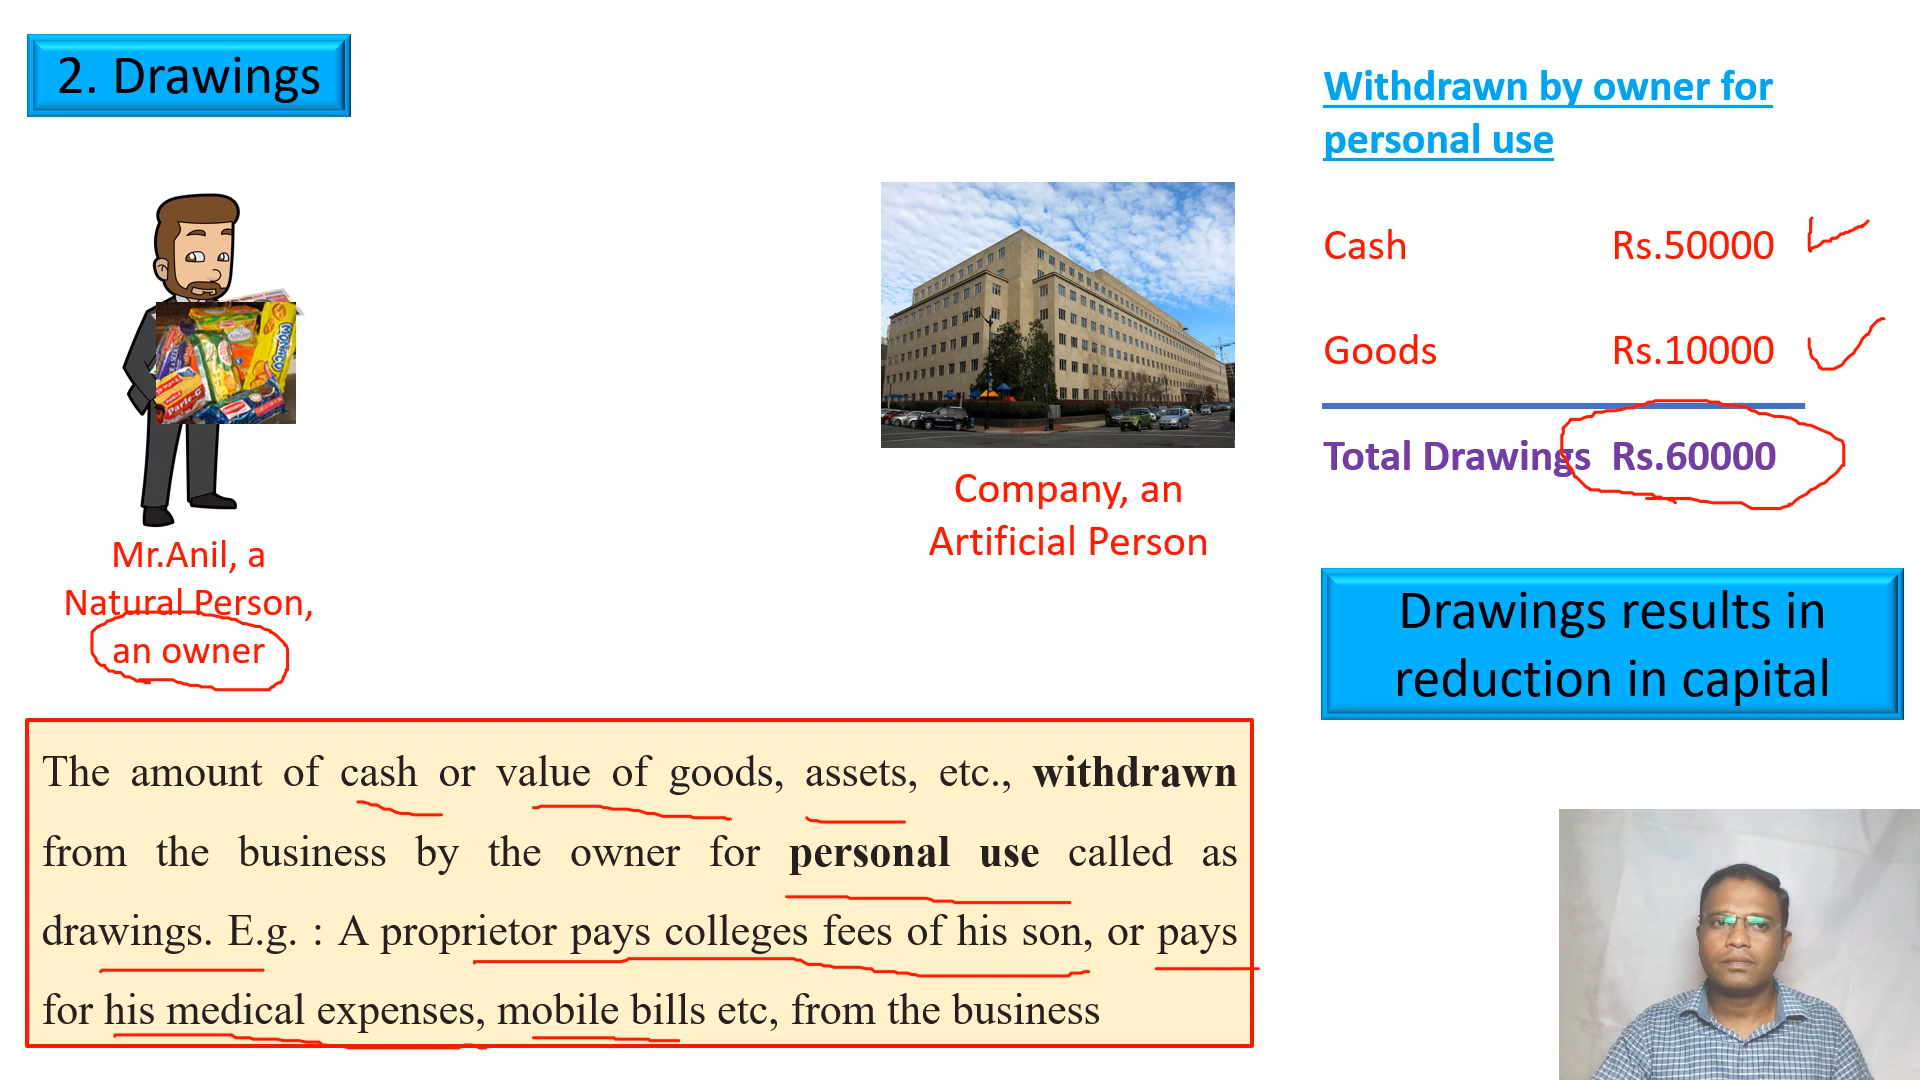 2. Drawings
Withdrawn by owner for
personal use
Cash Rs.50000
Goods Rs.10000
Total Drawings Rs.60000
Parle-G
Company, an
Artificial Person
Mr.Anil, a
Natural Person,
an owner
Drawings results in
reduction in capital
The amount of cash or value of goods, assets, etc., withdrawn
from the business by the owner for personal use called as
drawings. E.g. : A proprietor pays colleges fees of his son, or pays
for his medical expenses, mobile bills etc, from the business